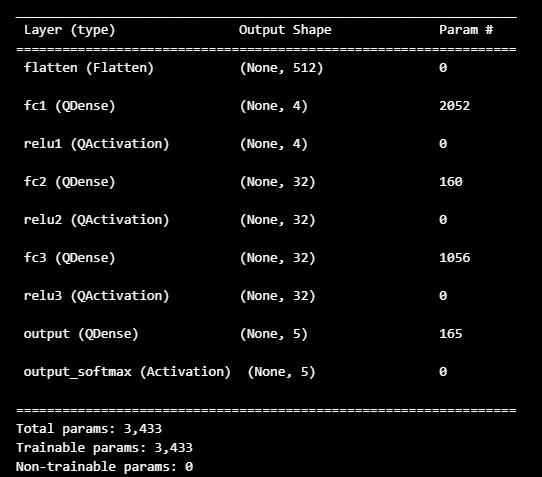 Layer (type) Output Shape Param #
=================================================================
flatten (Flatten) (None, 512) 0
fc1 (QDense) (None, 4) 2052
relu1 (QActivation) (None, 4) 0
fc2 (QDense) (None, 32) 160
relu2 (QActivation) (None, 32) 0
fc3 (QDense) (None, 32) 1056
relu3 (QActivation) (None, 32) 0
output (QDense) (None, 5) 165
output_softmax (Activation) (None, 5) 0
=================================================================
Total params: 3,433
Trainable params: 3,433
Non-trainable params: 0